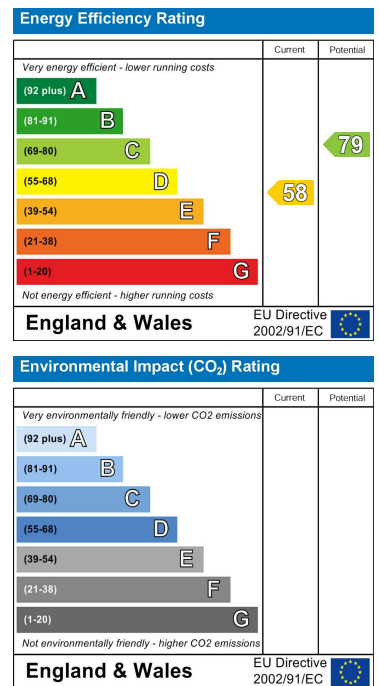 Energy Efficiency Rating
Current Potential
Very energy efficient - lower running costs
(92 plus) A
(81-91) B
(69-80) C
(55-68) D
(39-54) E
(21-38) F
(1-20) G
58
79
Not energy efficient - higher running costs
England & Wales
EU Directive
2002/91/EC
Environmental Impact (CO₂) Rating
Current Potential
Very environmentally friendly - lower CO2 emissions
(92 plus) A
(81-91) B
(69-80) C
(55-68) D
(39-54) E
(21-38) F
(1-20) G
Not environmentally friendly - higher CO2 emissions
England & Wales
EU Directive
2002/91/EC